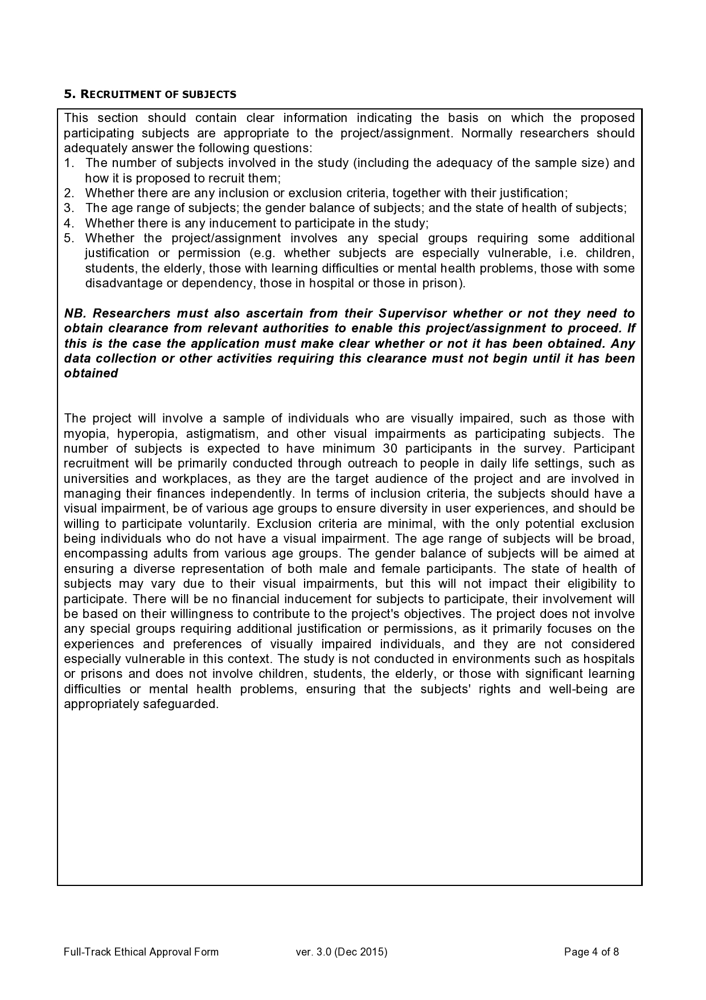 5. RECRUITMENT OF SUBJECTS
This section should contain clear information indicating the basis on which the proposed
participating subjects are appropriate to the project/assignment. Normally researchers should
adequately answer the following questions:
1. The number of subjects involved in the study (including the adequacy of the sample size) and
how it is proposed to recruit them;
2. Whether there are any inclusion or exclusion criteria, together with their justification;
3. The age range of subjects; the gender balance of subjects; and the state of health of subjects;
4. Whether there is any inducement to participate in the study;
5. Whether the project/assignment involves any special groups requiring some additional
justification or permission (e.g. whether subjects are especially vulnerable, i.e. children,
students, the elderly, those with learning difficulties or mental health problems, those with some
disadvantage or dependency, those in hospital or those in prison).
NB. Researchers must also ascertain from their Supervisor whether or not they need to
obtain clearance from relevant authorities to enable this project/assignment to proceed. If
this is the case the application must make clear whether or not it has been obtained. Any
data collection or other activities requiring this clearance must not begin until it has been
obtained
The project will involve a sample of individuals who are visually impaired, such as those with
myopia, hyperopia, astigmatism, and other visual impairments as participating subjects. The
number of subjects is expected to have minimum 30 participants in the survey. Participant
recruitment will be primarily conducted through outreach to people in daily life settings, such as
universities and workplaces, as they are the target audience of the project and are involved in
managing their finances independently. In terms of inclusion criteria, the subjects should have a
visual impairment, be of various age groups to ensure diversity in user experiences, and should be
willing to participate voluntarily. Exclusion criteria are minimal, with the only potential exclusion
being individuals who do not have a visual impairment. The age range of subjects will be broad,
encompassing adults from various age groups. The gender balance of subjects will be aimed at
ensuring a diverse representation of both male and female participants. The state of health of
subjects may vary due to their visual impairments, but this will not impact their eligibility to
participate. There will be no financial inducement for subjects to participate, their involvement will
be based on their willingness to contribute to the project's objectives. The project does not involve
any special groups requiring additional justification or permissions, as it primarily focuses on the
experiences and preferences of visually impaired individuals, and they are not considered
especially vulnerable in this context. The study is not conducted in environments such as hospitals
or prisons and does not involve children, students, the elderly, or those with significant learning
difficulties or mental health problems, ensuring that the subjects' rights and well-being are
appropriately safeguarded.
Full-Track Ethical Approval Form ver. 3.0 (Dec 2015) Page 4 of 8